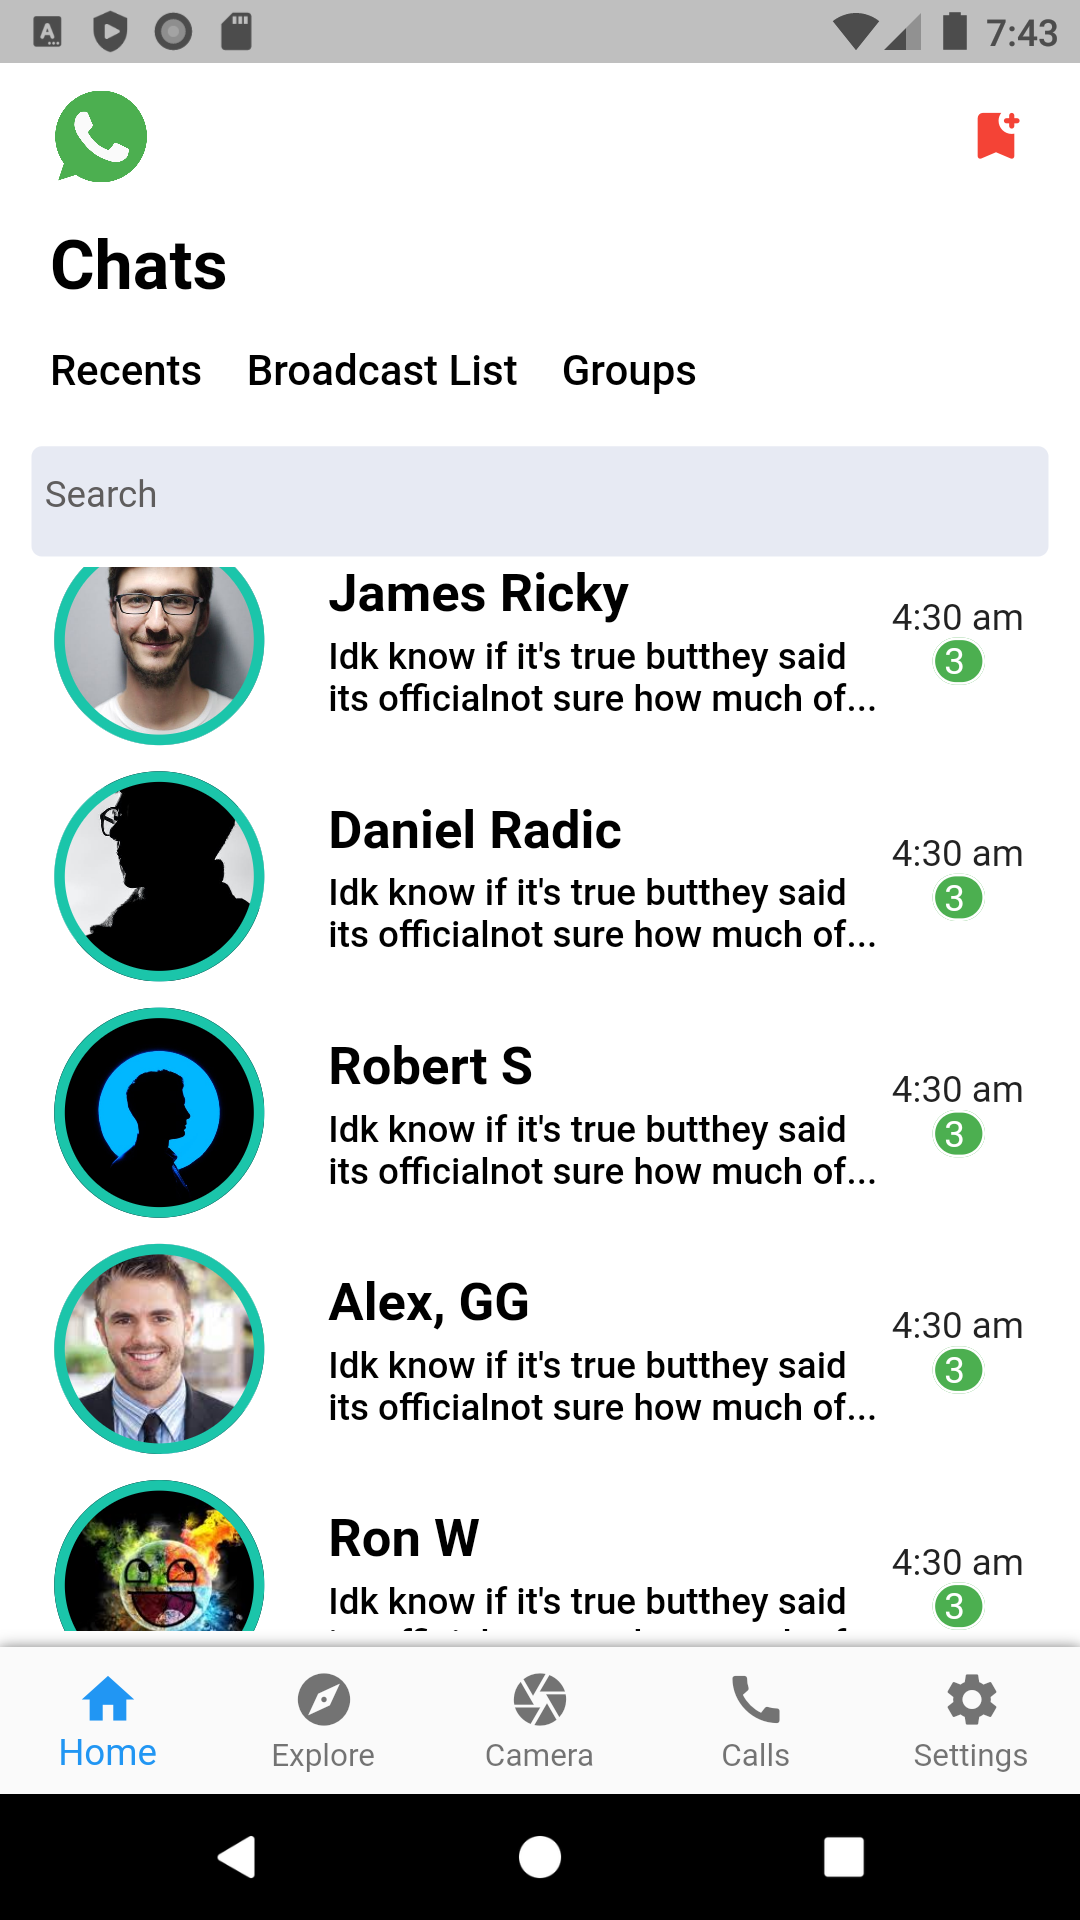 7:43
Chats
Recents Broadcast List Groups
Search
James Ricky
4:30 am
Idk know if it's true butthey said
3
its officialnot sure how much of...
Daniel Radic
4:30 am
Idk know if it's true butthey said
3
its officialnot sure how much of...
Robert S
4:30 am
Idk know if it's true butthey said
3
its officialnot sure how much of...
Alex, GG
4:30 am
Idk know if it's true butthey said
3
its officialnot sure how much of...
Ron W
4:30 am
Idk know if it's true butthey said
3
Home Explore Camera Calls Settings